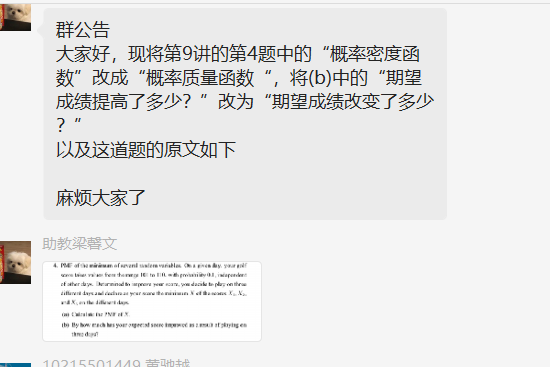 群公告
大家好，现将第9讲的第4题中的“概率密度函
数”改成“概率质量函数“，将(b)中的“期望
成绩提高了多少？”改为“期望成绩改变了多少
？“
以及这道题的原文如下
麻烦大家了
助教梁馨文
4. PMF of the minimum of several random variables. On a given day, your golf
score takes values from the range 101 to 110, with probability 0.1, independent
of other days. Determined to improve your score, you decide to play on three
different days and declare as your score the minimum X of the scores X₁, X₂,
and X₃ on the different days.
(a) Calculate the PMF of X.
(b) By how much has your expected score improved as a result of playing on
three days?
10215501449 黄驰越